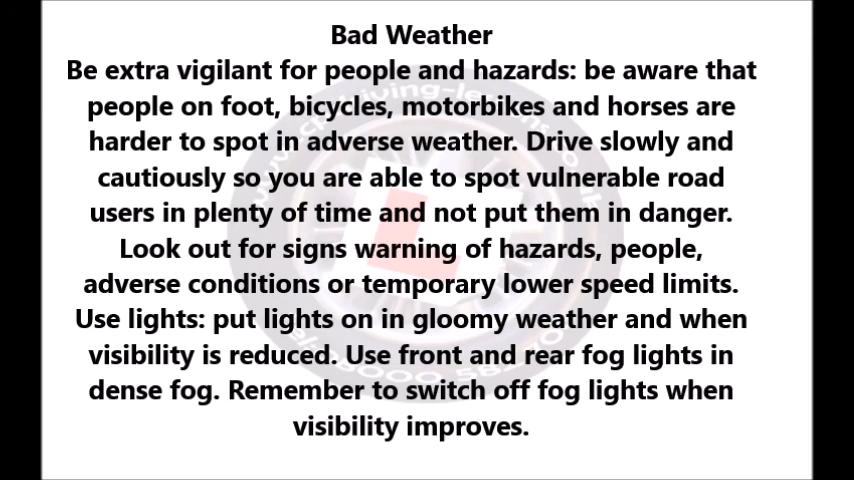 Bad Weather
Be extra vigilant for people and hazards: be aware that
people on foot, bicycles, motorbikes and horses are
harder to spot in adverse weather. Drive slowly and
cautiously so you are able to spot vulnerable road
users in plenty of time and not put them in danger.
Look out for signs warning of hazards, people,
adverse conditions or temporary lower speed limits.
Use lights: put lights on in gloomy weather and when
visibility is reduced. Use front and rear fog lights in
dense fog. Remember to switch off fog lights when
visibility improves.